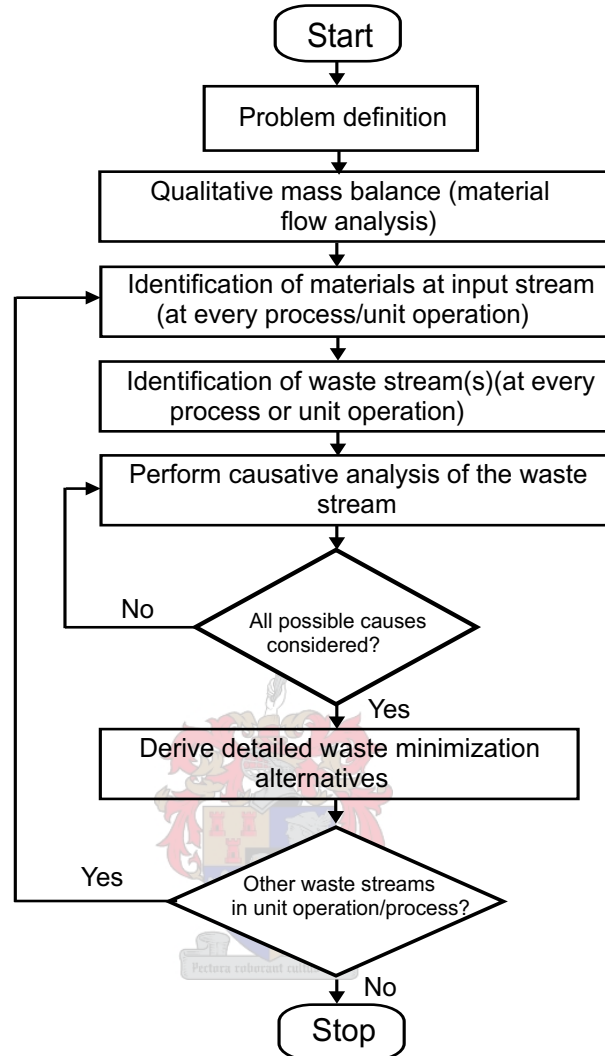 Start
Problem definition
Qualitative mass balance (material
flow analysis)
Identification of materials at input stream
(at every process/unit operation)
Identification of waste stream(s)(at every
process or unit operation)
Perform causative analysis of the waste
stream
No
All possible causes
considered?
Yes
Derive detailed waste minimization
alternatives
Yes
Other waste streams
in unit operation/process?
Pectora roborant
No
Stop